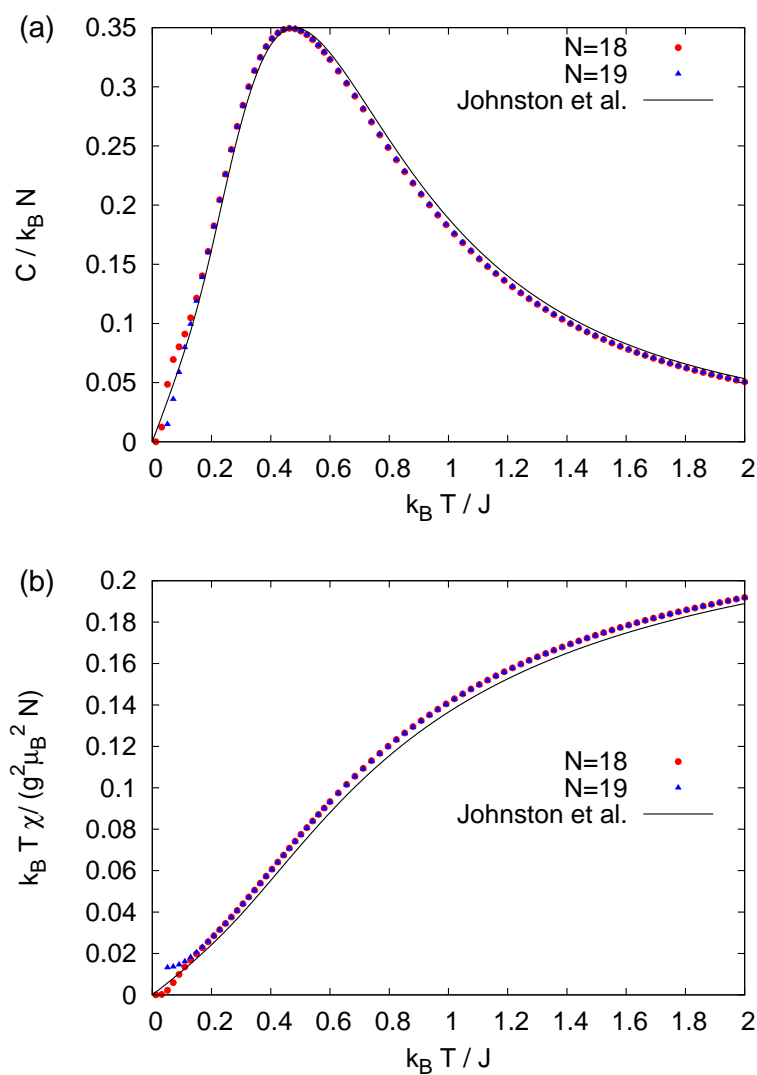 (a)
0.35
0.3
0.25
0.2
0.15
0.1
0.05
0
C / k_B N
N=18
N=19
Johnston et al.
0 0.2 0.4 0.6 0.8 1 1.2 1.4 1.6 1.8 2
k_B T / J
(b)
0.2
0.18
0.16
0.14
0.12
0.1
0.08
0.06
0.04
0.02
0
k_B T χ/ (g²μ_B² N)
N=18
N=19
Johnston et al.
0 0.2 0.4 0.6 0.8 1 1.2 1.4 1.6 1.8 2
k_B T / J